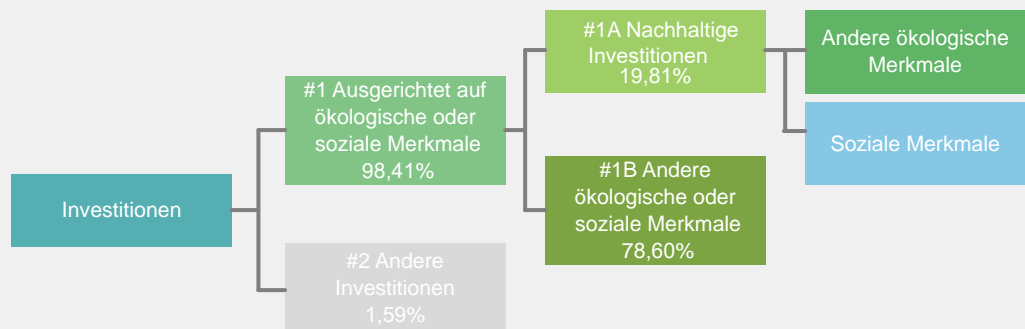 Investitionen
#1 Ausgerichtet auf
ökologische oder
soziale Merkmale
98,41%
#2 Andere
Investitionen
1,59%
#1A Nachhaltige
Investitionen
19,81%
#1B Andere
ökologische oder
soziale Merkmale
78,60%
Andere ökologische
Merkmale
Soziale Merkmale